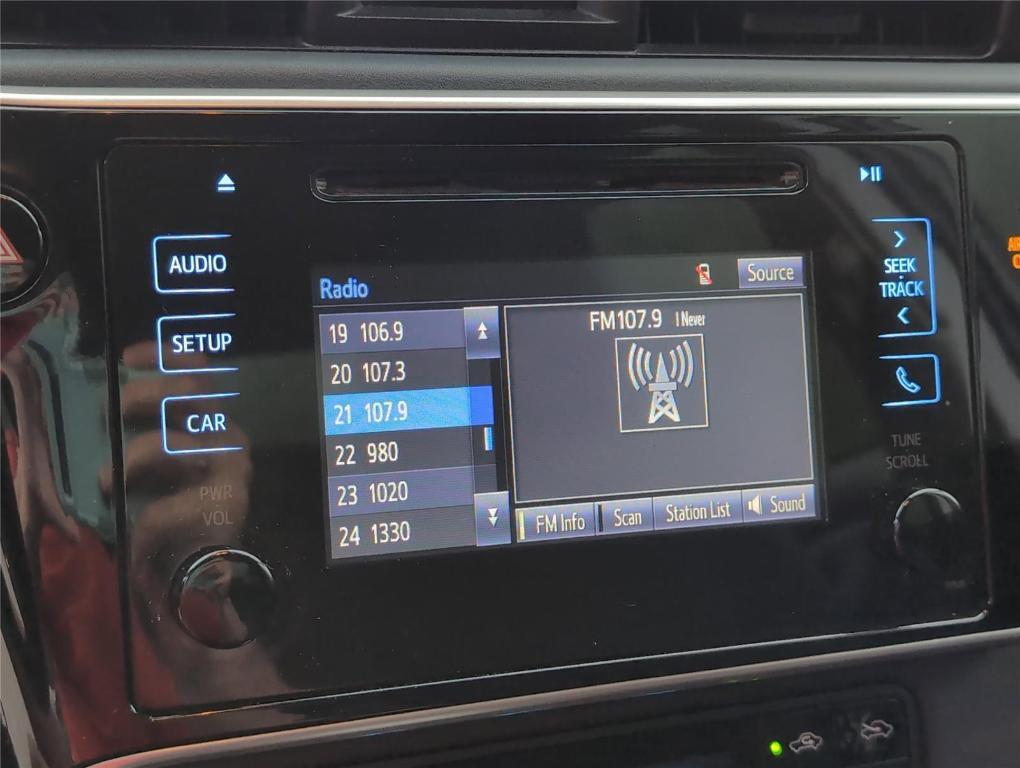 AUDIO
SETUP
CAR
PWR
VOL
Radio
Source
19 106.9
20 107.3
21 107.9
22 980
23 1020
24 1330
FM107.9 I Never
FM Info
Scan
Station List
Sound
SEEK
TRACK
TUNE
SCROLL
AIR